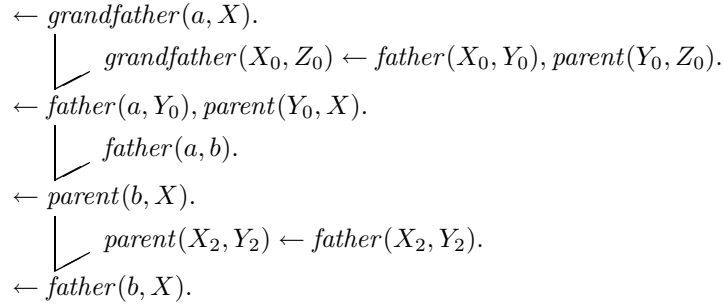 ← grandfather(a, X).
grandfather(X₀, Z₀) ← father(X₀, Y₀), parent(Y₀, Z₀).
← father(a, Y₀), parent(Y₀, X).
father(a, b).
← parent(b, X).
parent(X₂, Y₂) ← father(X₂, Y₂).
← father(b, X).